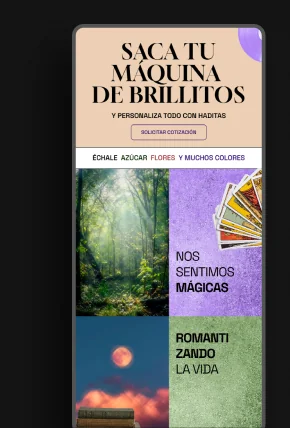 SACA TU
MÁQUINA
DE BRILLITOS
Y PERSONALIZA TODO CON HADITAS
SOLICITAR COTIZACIÓN
ÉCHALE AZÚCAR FLORES Y MUCHOS COLORES
NOS
SENTIMOS
MÁGICAS
ROMANTI
ZANDO
LA VIDA